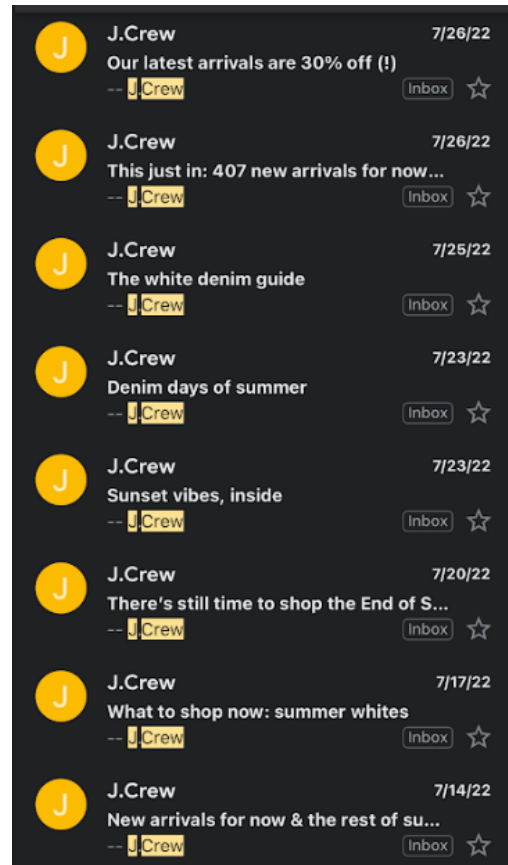 J
J.Crew 7/26/22
Our latest arrivals are 30% off (!)
-- J.Crew Inbox
J
J.Crew 7/26/22
This just in: 407 new arrivals for now...
-- J.Crew Inbox
J
J.Crew 7/25/22
The white denim guide
-- J.Crew Inbox
J
J.Crew 7/23/22
Denim days of summer
-- J.Crew Inbox
J
J.Crew 7/23/22
Sunset vibes, inside
-- J.Crew Inbox
J
J.Crew 7/20/22
There's still time to shop the End of S...
-- J.Crew Inbox
J
J.Crew 7/17/22
What to shop now: summer whites
-- J.Crew Inbox
J
J.Crew 7/14/22
New arrivals for now & the rest of su...
-- J.Crew Inbox